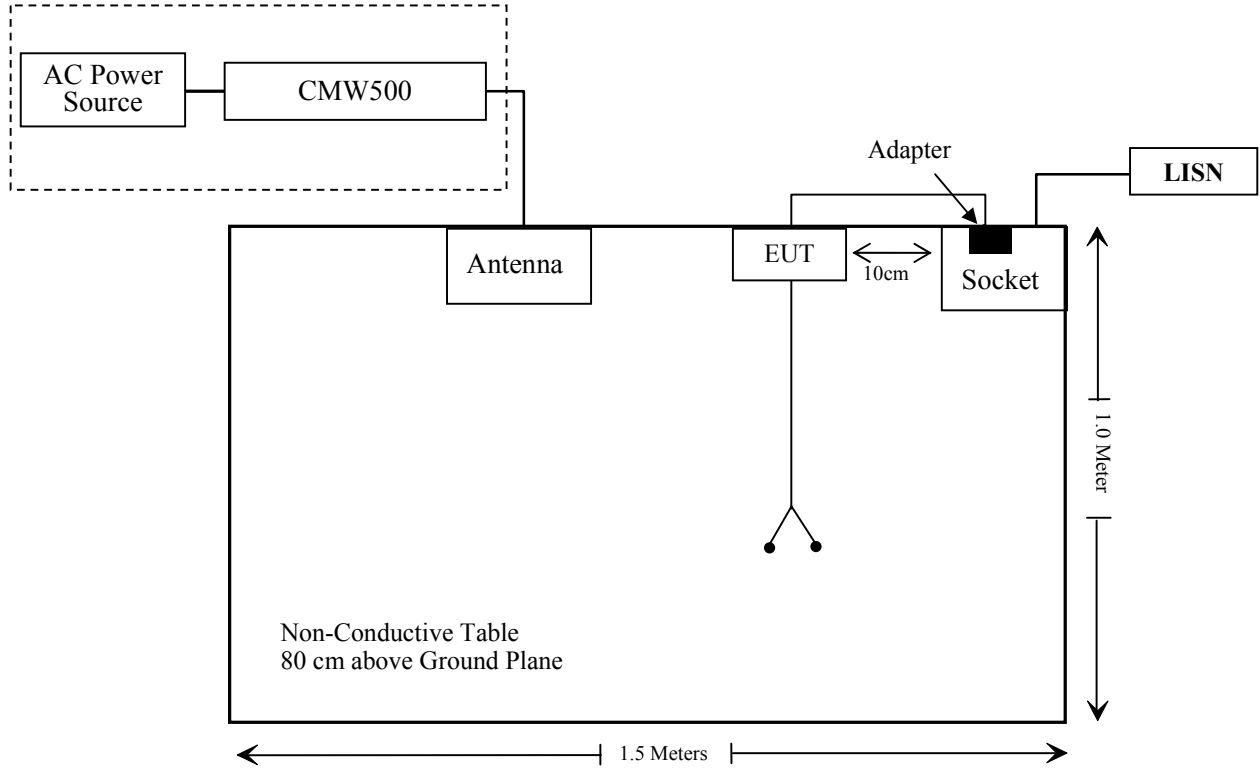 AC Power
Source
CMW500
Adapter
LISN
Antenna
EUT
10cm
Socket
1.0 Meter
Non-Conductive Table
80 cm above Ground Plane
1.5 Meters